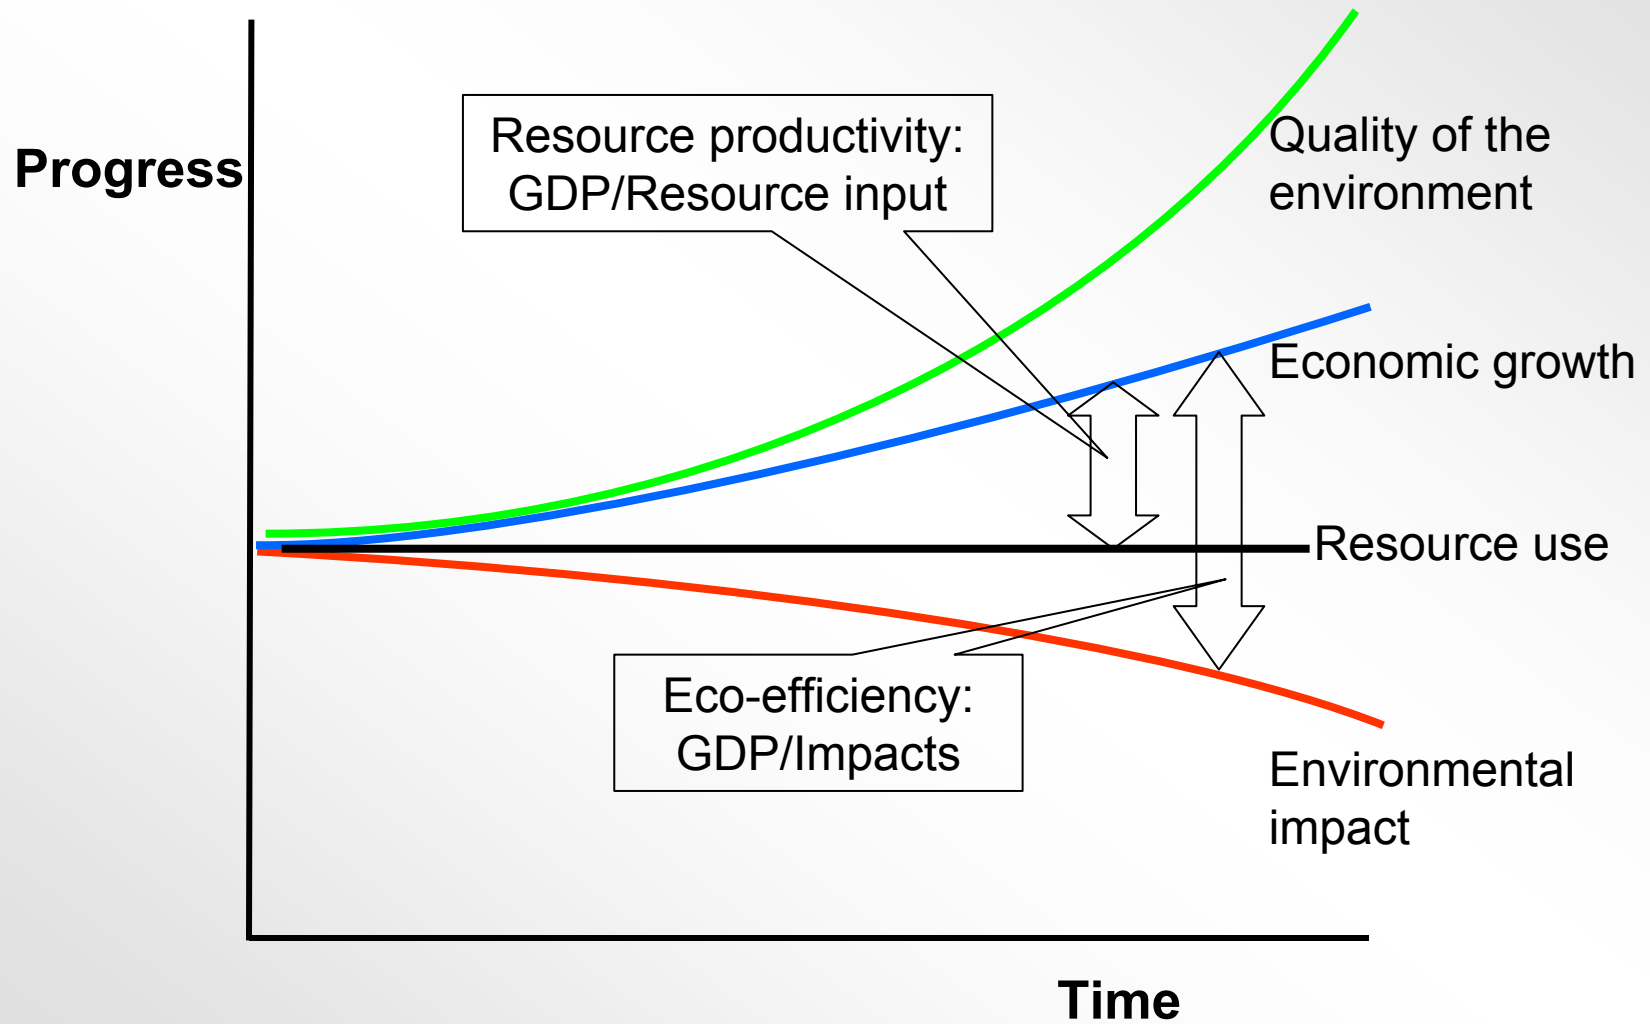 Progress
Resource productivity:
GDP/Resource input
Quality of the
environment
Economic growth
Resource use
Eco-efficiency:
GDP/Impacts
Environmental
impact
Time